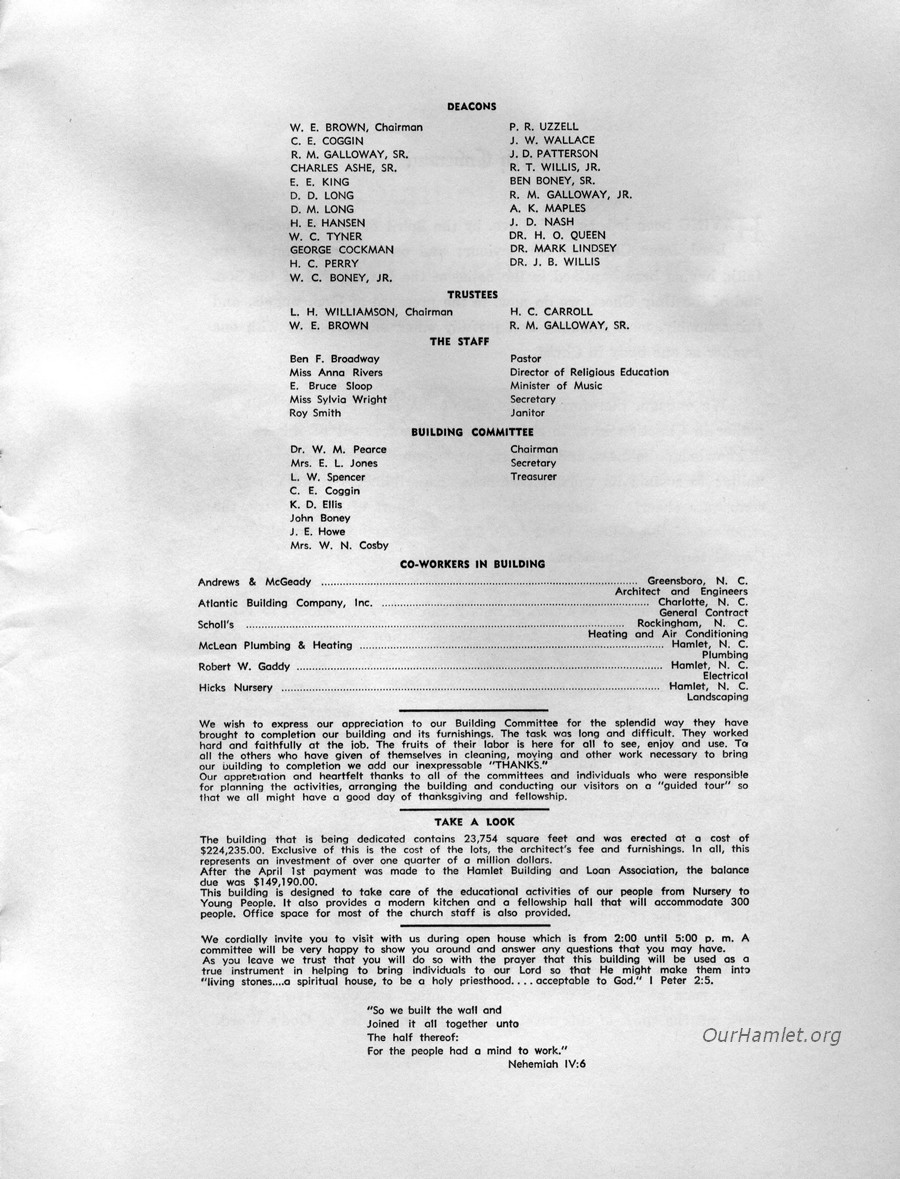 DEACONS
W. E. BROWN, Chairman
C. E. COGGIN
R. M. GALLOWAY, SR.
CHARLES ASHE, SR.
E. E. KING
D. D. LONG
D. M. LONG
H. E. HANSEN
W. C. TYNER
GEORGE COCKMAN
H. C. PERRY
W. C. BONEY, JR.
P. R. UZZELL
J. W. WALLACE
J. D. PATTERSON
R. T. WILLIS, JR.
BEN BONEY, SR.
R. M. GALLOWAY, JR.
A. K. MAPLES
J. D. NASH
DR. H. O. QUEEN
DR. MARK LINDSEY
DR. J. B. WILLIS
TRUSTEES
L. H. WILLIAMSON, Chairman H. C. CARROLL
W. E. BROWN R. M. GALLOWAY, SR.
THE STAFF
Ben F. Broadway Pastor
Miss Anna Rivers Director of Religious Education
E. Bruce Sloop Minister of Music
Miss Sylvia Wright Secretary
Roy Smith Janitor
BUILDING COMMITTEE
Dr. W. M. Pearce Chairman
Mrs. E. L. Jones Secretary
L. W. Spencer Treasurer
C. E. Coggin
K. D. Ellis
John Boney
J. E. Howe
Mrs. W. N. Cosby
CO-WORKERS IN BUILDING
Andrews & McGeady ........ Greensboro, N. C.
Architect and Engineers
Atlantic Building Company, Inc. ........ Charlotte, N. C.
General Contract
Scholl's ........ Rockingham, N. C.
Heating and Air Conditioning
McLean Plumbing & Heating ........ Hamlet, N. C.
Plumbing
Robert W. Gaddy ........ Hamlet, N. C.
Electrical
Hicks Nursery ........ Hamlet, N. C.
Landscaping
We wish to express our appreciation to our Building Committee for the splendid way they have
brought to completion our building and its furnishings. The task was long and difficult. They worked
hard and faithfully at the job. The fruits of their labor is here for all to see, enjoy and use. To
all the others who have given of themselves in cleaning, moving and other work necessary to bring
our building to completion we add our inexpressable "THANKS."
Our appretiation and heartfelt thanks to all of the committees and individuals who were responsible
for planning the activities, arranging the building and conducting our visitors on a "guided tour" so
that we all might have a good day of thanksgiving and fellowship.
TAKE A LOOK
The building that is being dedicated contains 23,754 square feet and was erected at a cost of
$224,235.00. Exclusive of this is the cost of the lots, the architect's fee and furnishings. In all, this
represents an investment of over one quarter of a million dollars.
After the April 1st payment was made to the Hamlet Building and Loan Association, the balance
due was $149,190.00.
This building is designed to take care of the educational activities of our people from Nursery to
Young People. It also provides a modern kitchen and a fellowship hall that will accommodate 300
people. Office space for most of the church staff is also provided.
We cordially invite you to visit with us during open house which is from 2:00 until 5:00 p. m. A
committee will be very happy to show you around and answer any questions that you may have.
As you leave we trust that you will do so with the prayer that this building will be used as a
true instrument in helping to bring individuals to our Lord so that He might make them into
"living stones....a spiritual house, to be a holy priesthood.... acceptable to God." I Peter 2:5.
"So we built the wall and
Joined it all together unto
The half thereof:
For the people had a mind to work."
Nehemiah IV:6
OurHamlet.org